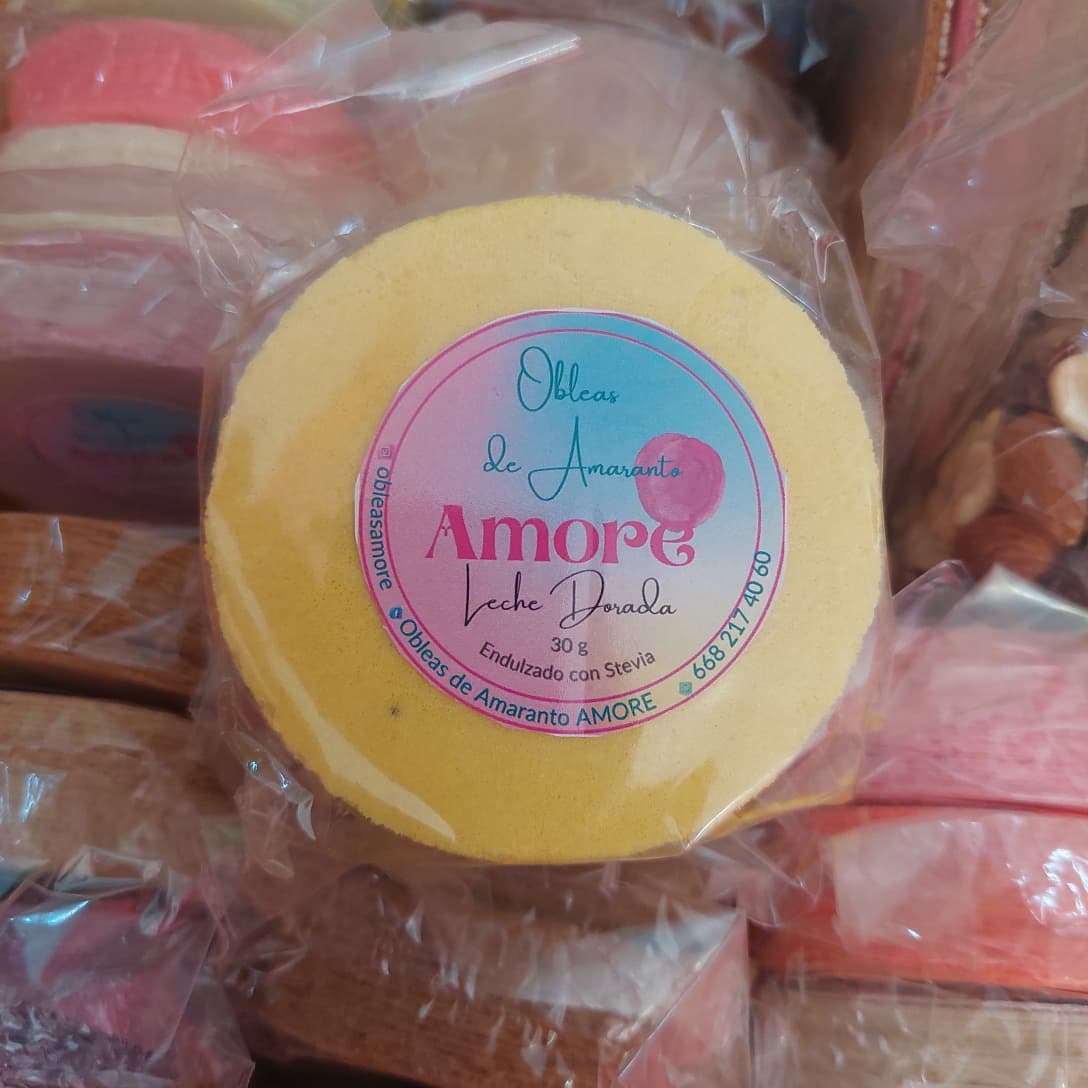 Obleas
de Amaranto
Amore
Leche Dorada
30 g
Endulzado con Stevia
obleasamore
Obleas de Amaranto AMORE
668 217 40 60